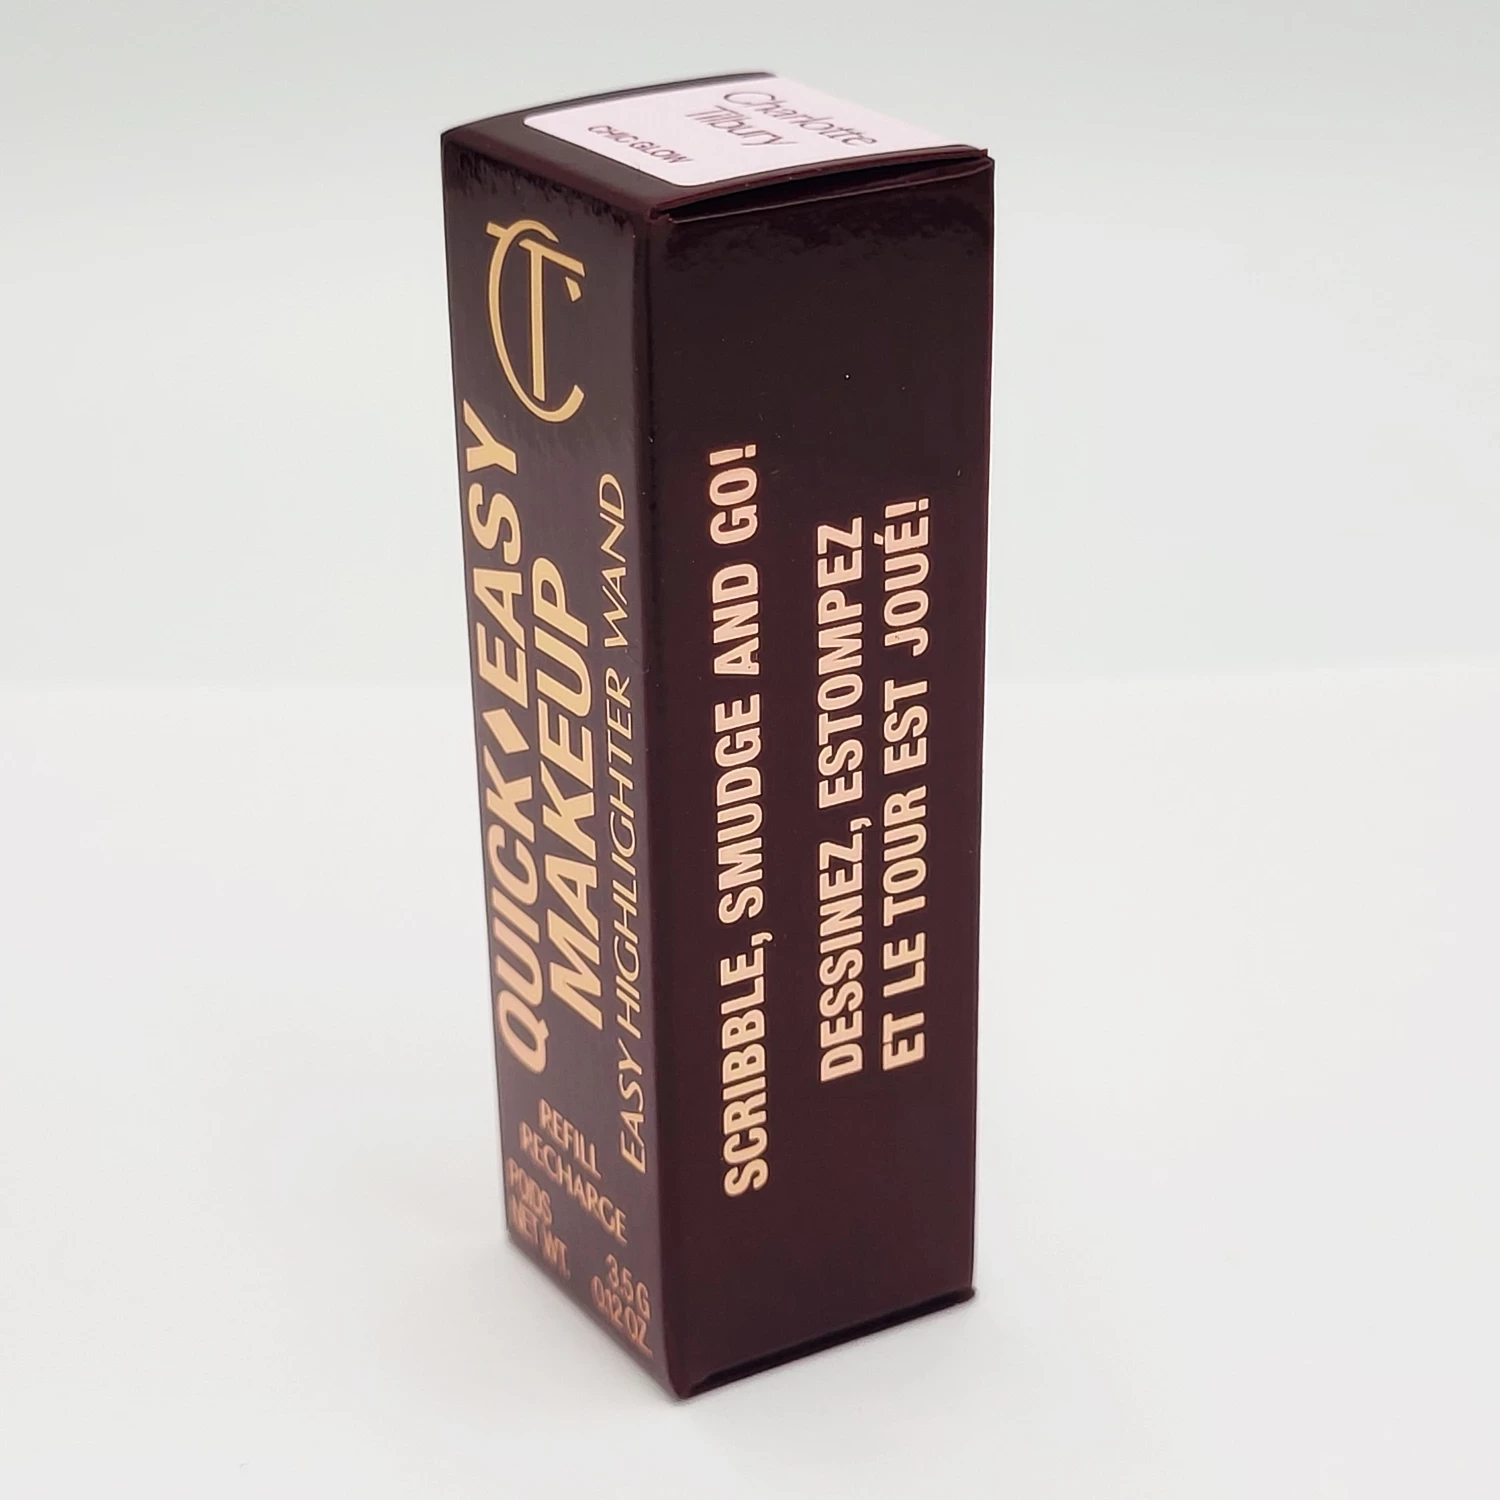 Charlotte
Tilbury
CHIC GLOW
CT
QUICK♦EASY
MAKEUP
EASY HIGHLIGHTER WAND
REFILL
RECHARGE
POIDS
NET WT.
3.5 G
0.12 OZ.
SCRIBBLE, SMUDGE AND GO!
DESSINEZ, ESTOMPEZ
ET LE TOUR EST JOUÉ!